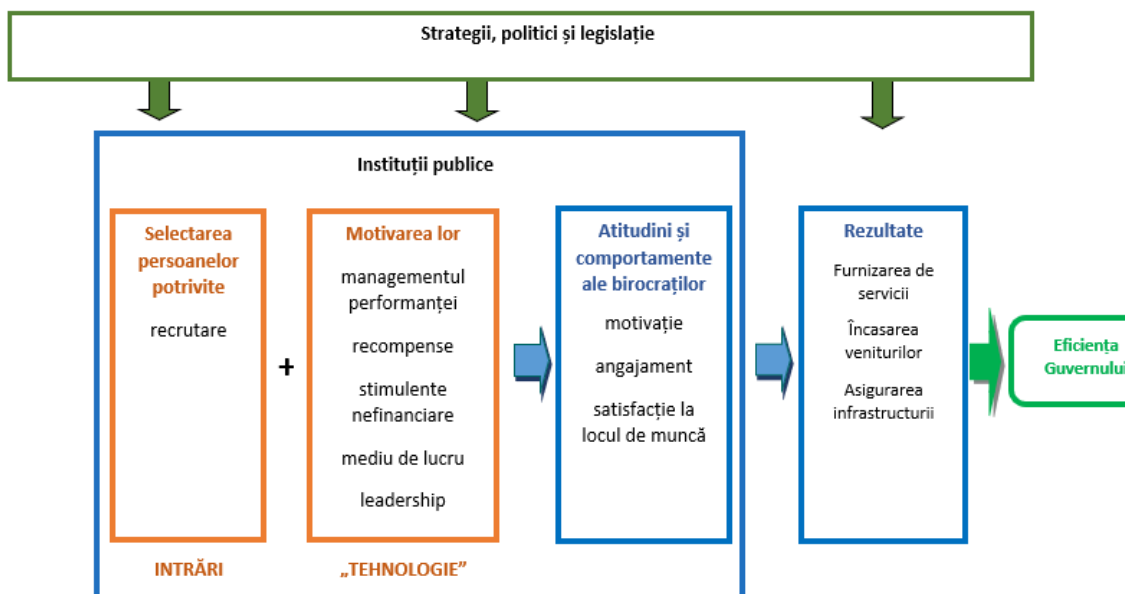 Strategii, politici și legislație
Instituții publice
Selectarea
persoanelor
potrivite
recrutare
+
Motivarea lor
managementul
performanței
recompense
stimulente
nefinanciare
mediu de lucru
leadership
Atitudini și
comportamente
ale birocraților
motivație
angajament
satisfacție la
locul de muncă
Rezultate
Furnizarea de
servicii
Încasarea
veniturilor
Asigurarea
infrastructurii
Eficiența
Guvernului
INTRĂRI
„TEHNOLOGIE”